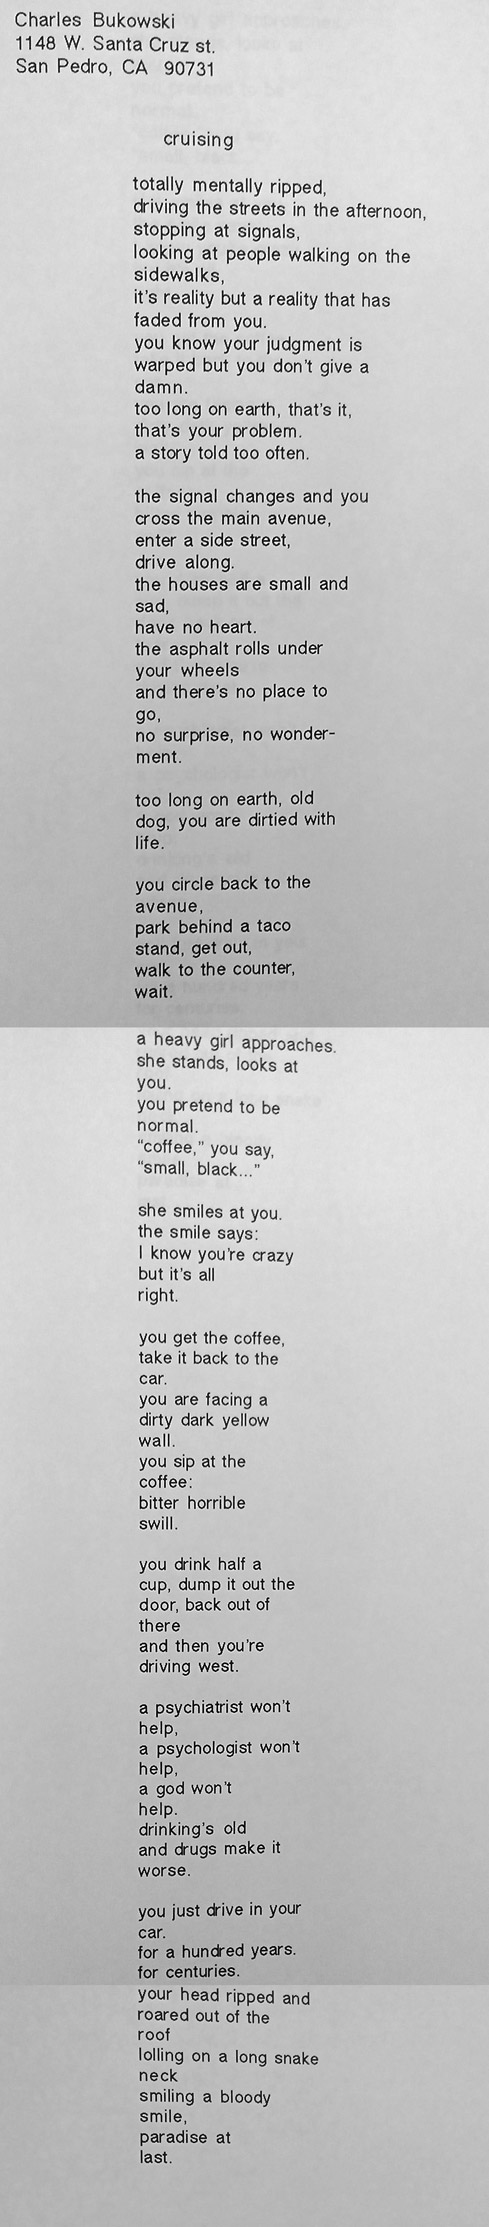 Charles Bukowski
1148 W. Santa Cruz st.
San Pedro, CA 90731
cruising
totally mentally ripped,
driving the streets in the afternoon,
stopping at signals,
looking at people walking on the
sidewalks,
it's reality but a reality that has
faded from you.
you know your judgment is
warped but you don't give a
damn.
too long on earth, that's it,
that's your problem.
a story told too often.
the signal changes and you
cross the main avenue,
enter a side street,
drive along.
the houses are small and
sad,
have no heart.
the asphalt rolls under
your wheels
and there's no place to
go,
no surprise, no wonder-
ment.
too long on earth, old
dog, you are dirtied with
life.
you circle back to the
avenue,
park behind a taco
stand, get out,
walk to the counter,
wait.
a heavy girl approaches.
she stands, looks at
you.
you pretend to be
normal.
"coffee," you say,
"small, black..."
she smiles at you.
the smile says:
I know you're crazy
but it's all
right.
you get the coffee,
take it back to the
car.
you are facing a
dirty dark yellow
wall.
you sip at the
coffee:
bitter horrible
swill.
you drink half a
cup, dump it out the
door, back out of
there
and then you're
driving west.
a psychiatrist won't
help,
a psychologist won't
help,
a god won't
help.
drinking's old
and drugs make it
worse.
you just drive in your
car.
for a hundred years.
for centuries.
your head ripped and
roared out of the
roof
lolling on a long snake
neck
smiling a bloody
smile,
paradise at
last.